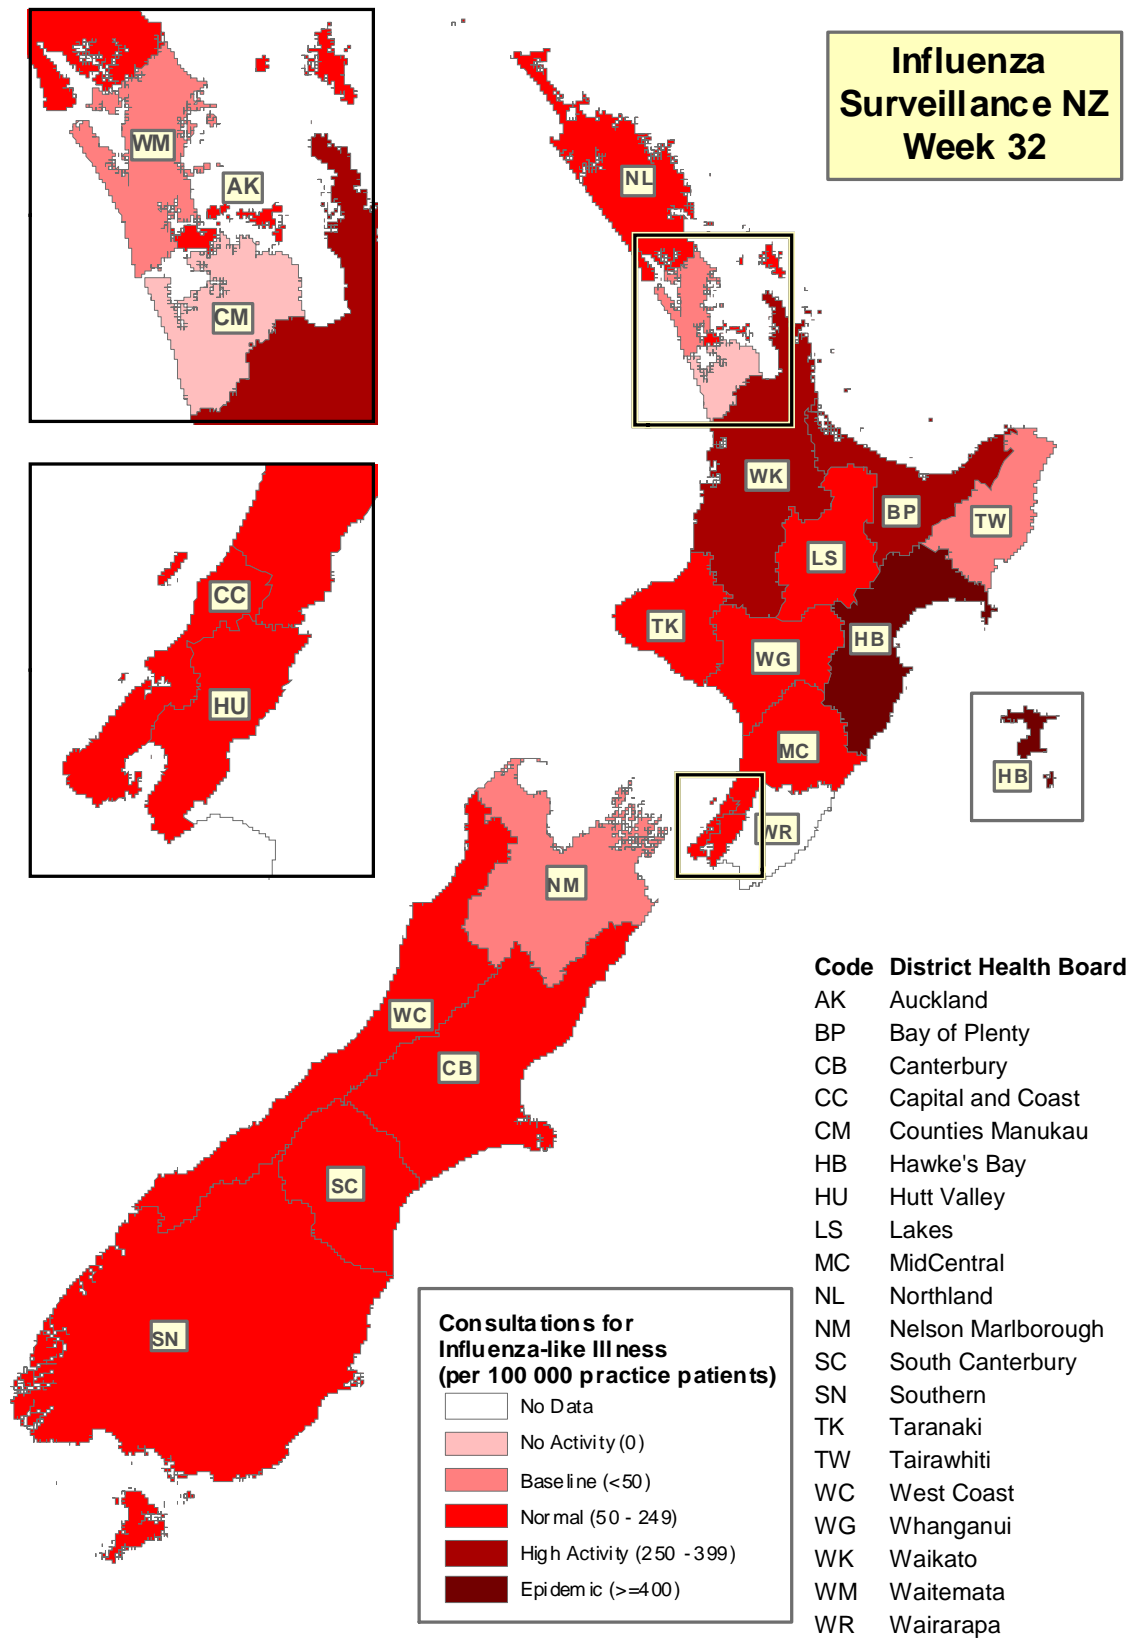 Influenza
Surveillance NZ
Week 32
WM
AK
CM
NL
WK
BP
TW
LS
TK
WG
HB
MC
HB
WR
CC
HU
NM
WC
CB
SC
SN
Code District Health Board
AK Auckland
BP Bay of Plenty
CB Canterbury
CC Capital and Coast
CM Counties Manukau
HB Hawke's Bay
HU Hutt Valley
LS Lakes
MC MidCentral
NL Northland
NM Nelson Marlborough
SC South Canterbury
SN Southern
TK Taranaki
TW Tairawhiti
WC West Coast
WG Whanganui
WK Waikato
WM Waitemata
WR Wairarapa
Consultations for
Influenza-like Illness
(per 100 000 practice patients)
No Data
No Activity (0)
Baseline (<50)
Normal (50 - 249)
High Activity (250 - 399)
Epidemic (>=400)